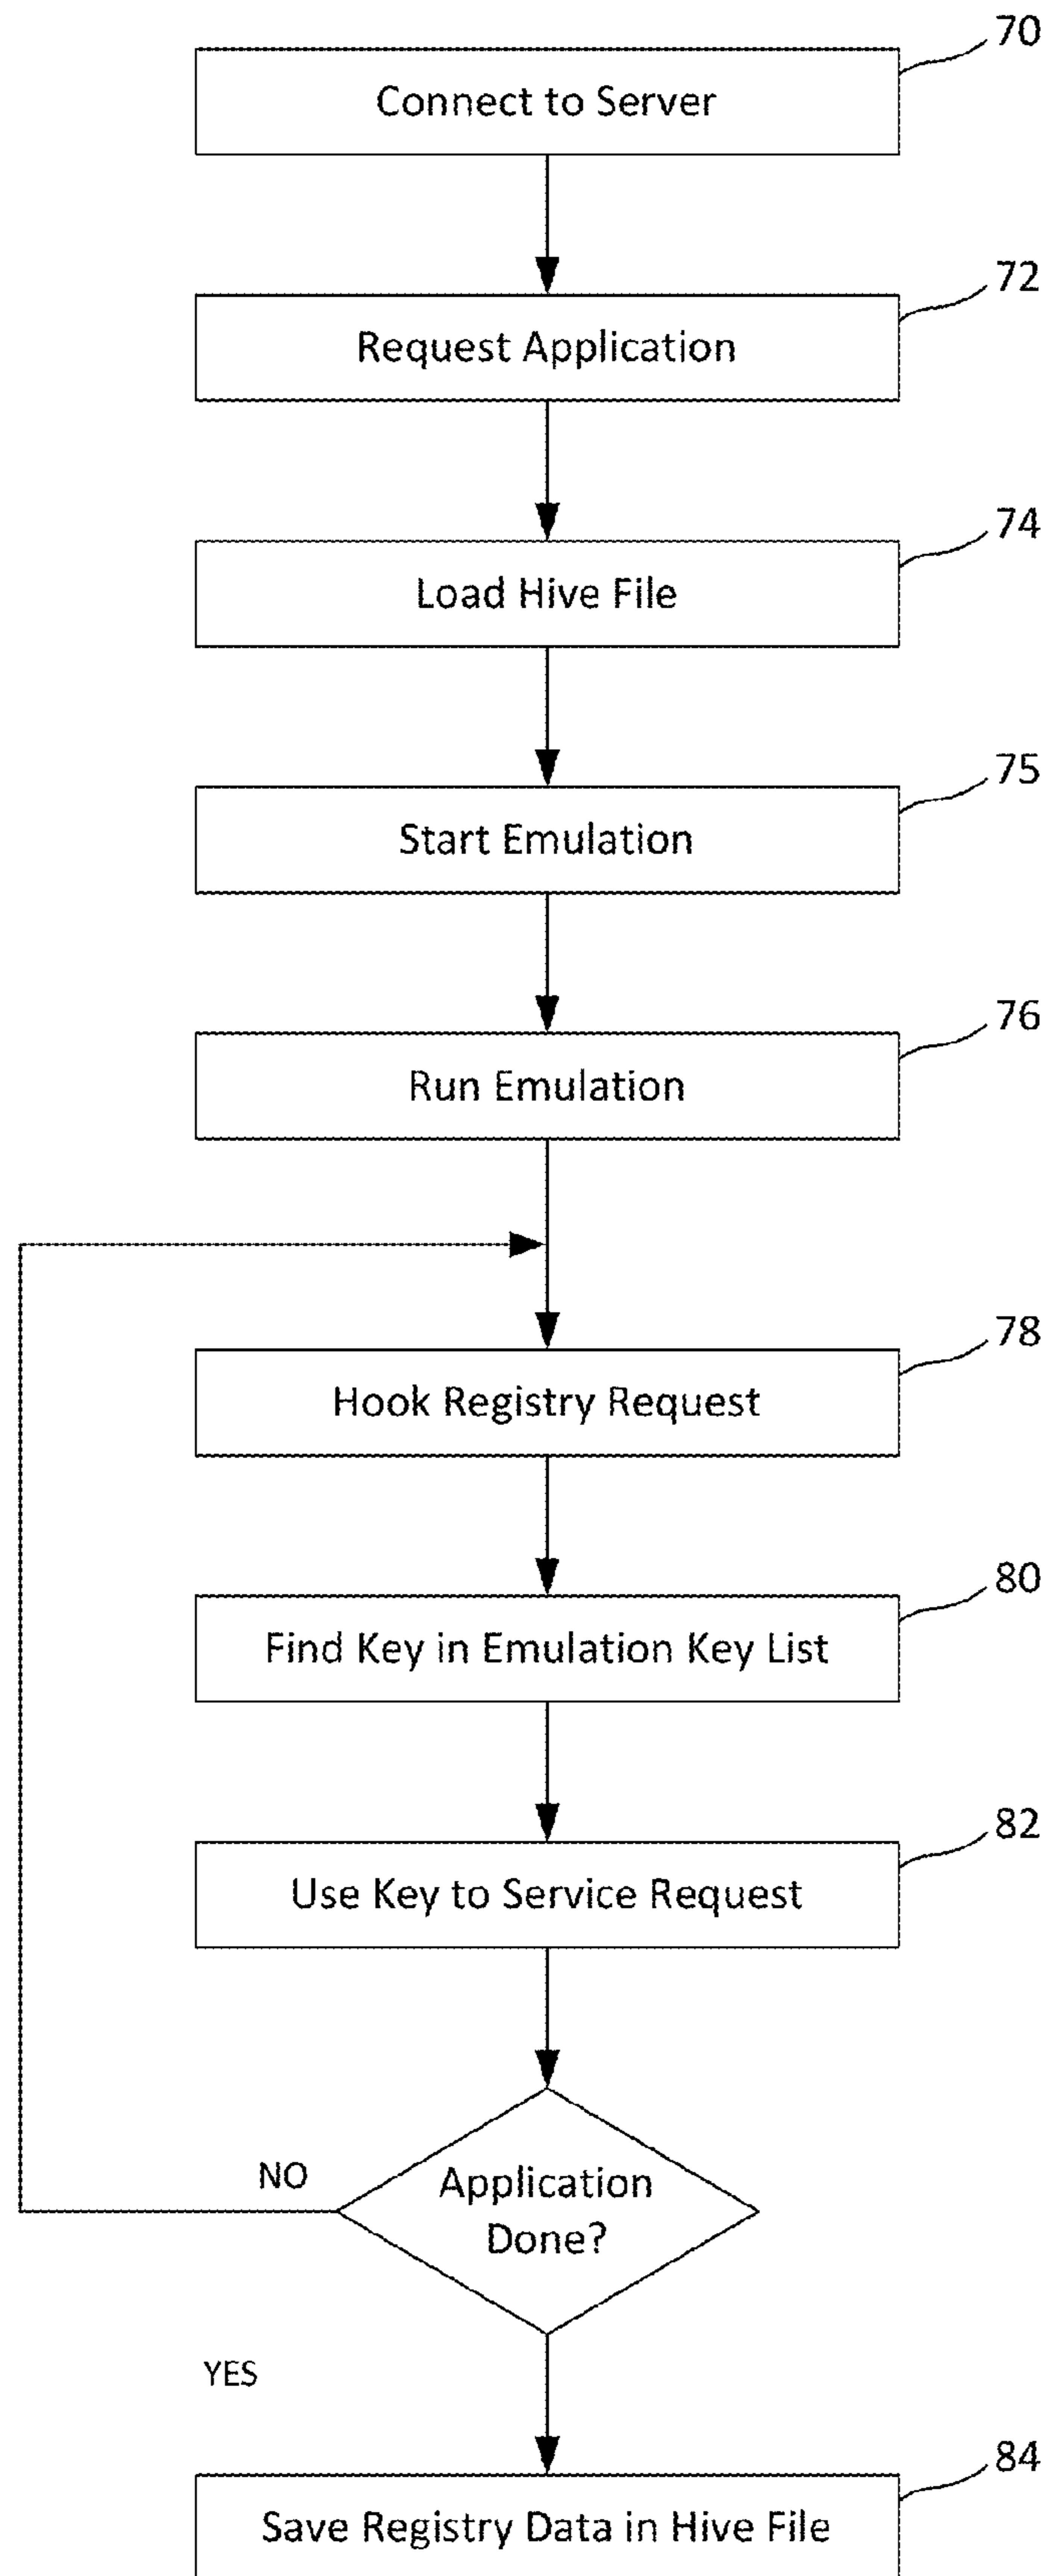 70
Connect to Server
72
Request Application
74
Load Hive File
75
Start Emulation
76
Run Emulation
78
Hook Registry Request
80
Find Key in Emulation Key List
82
Use Key to Service Request
NO
Application
Done?
YES
84
Save Registry Data in Hive File